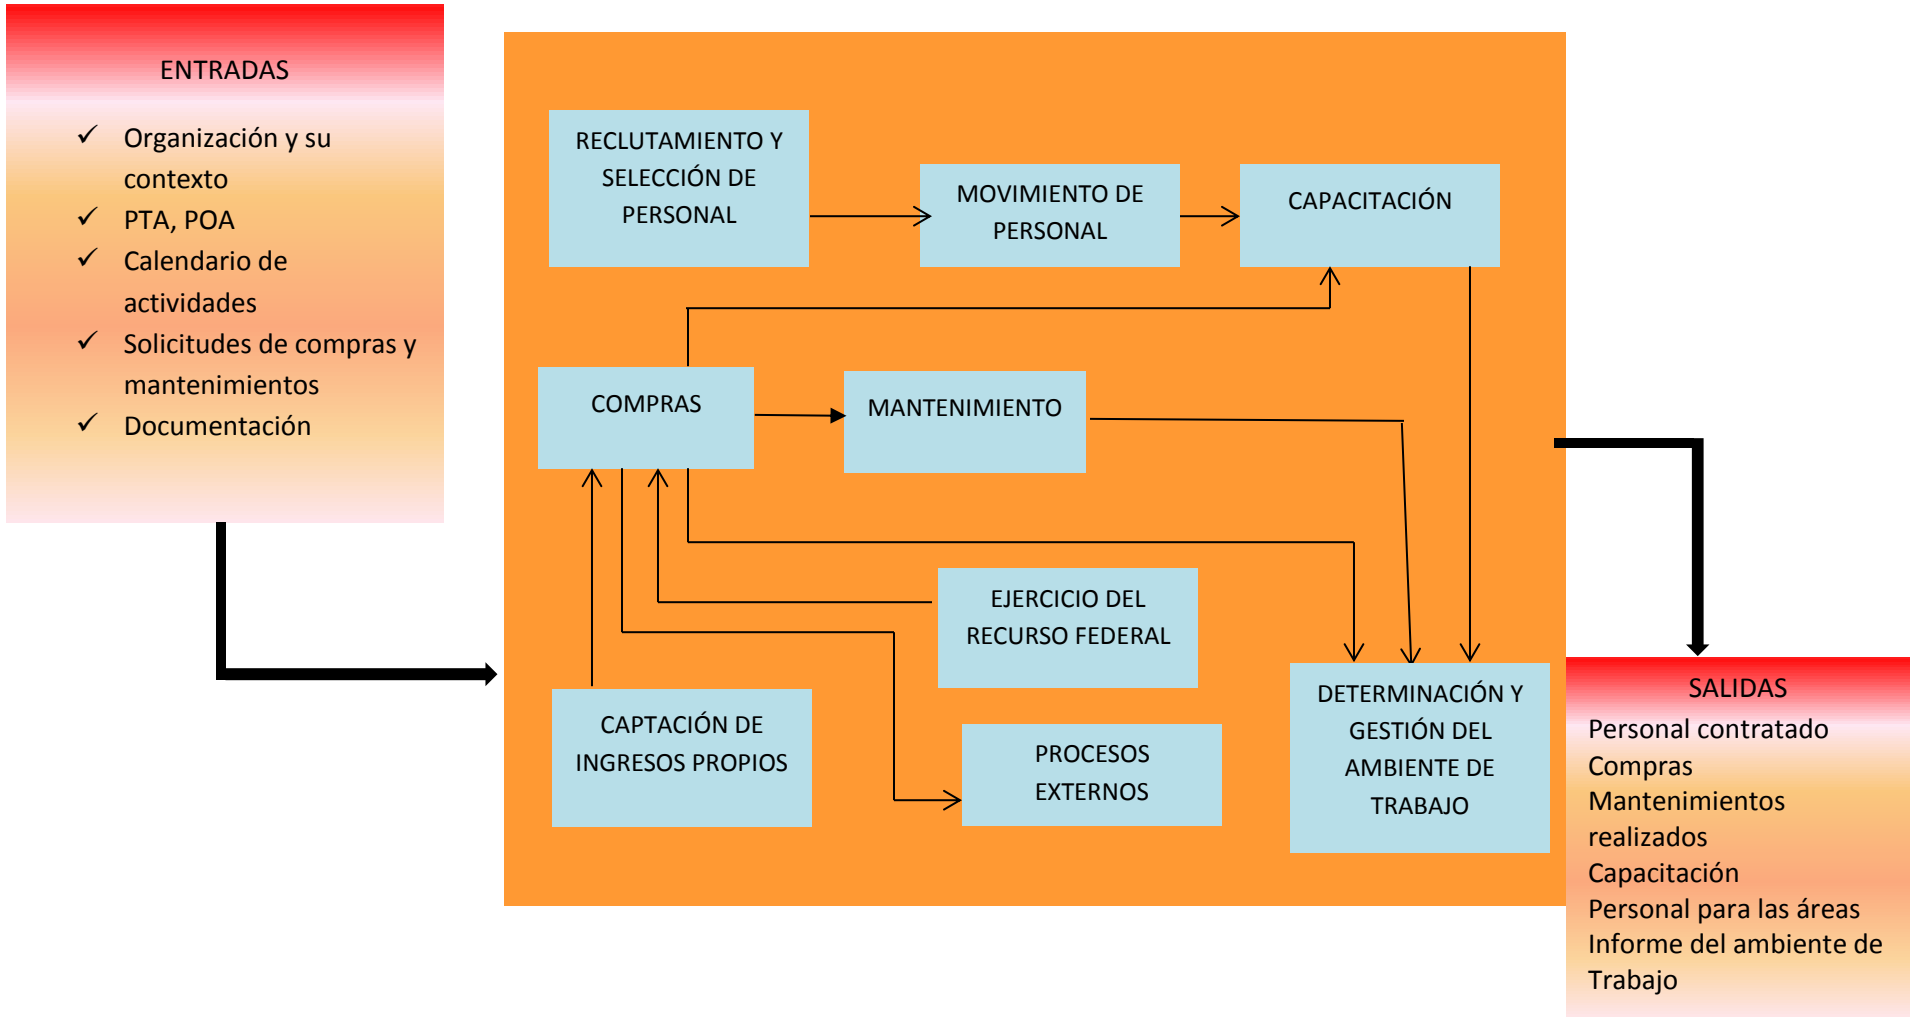 ENTRADAS
✓ Organización y su
contexto
✓ PTA, POA
✓ Calendario de
actividades
✓ Solicitudes de compras y
mantenimientos
✓ Documentación
RECLUTAMIENTO Y
SELECCIÓN DE
PERSONAL
MOVIMIENTO DE
PERSONAL
CAPACITACIÓN
COMPRAS
MANTENIMIENTO
EJERCICIO DEL
RECURSO FEDERAL
CAPTACIÓN DE
INGRESOS PROPIOS
PROCESOS
EXTERNOS
DETERMINACIÓN Y
GESTIÓN DEL
AMBIENTE DE
TRABAJO
SALIDAS
Personal contratado
Compras
Mantenimientos
realizados
Capacitación
Personal para las áreas
Informe del ambiente de
Trabajo